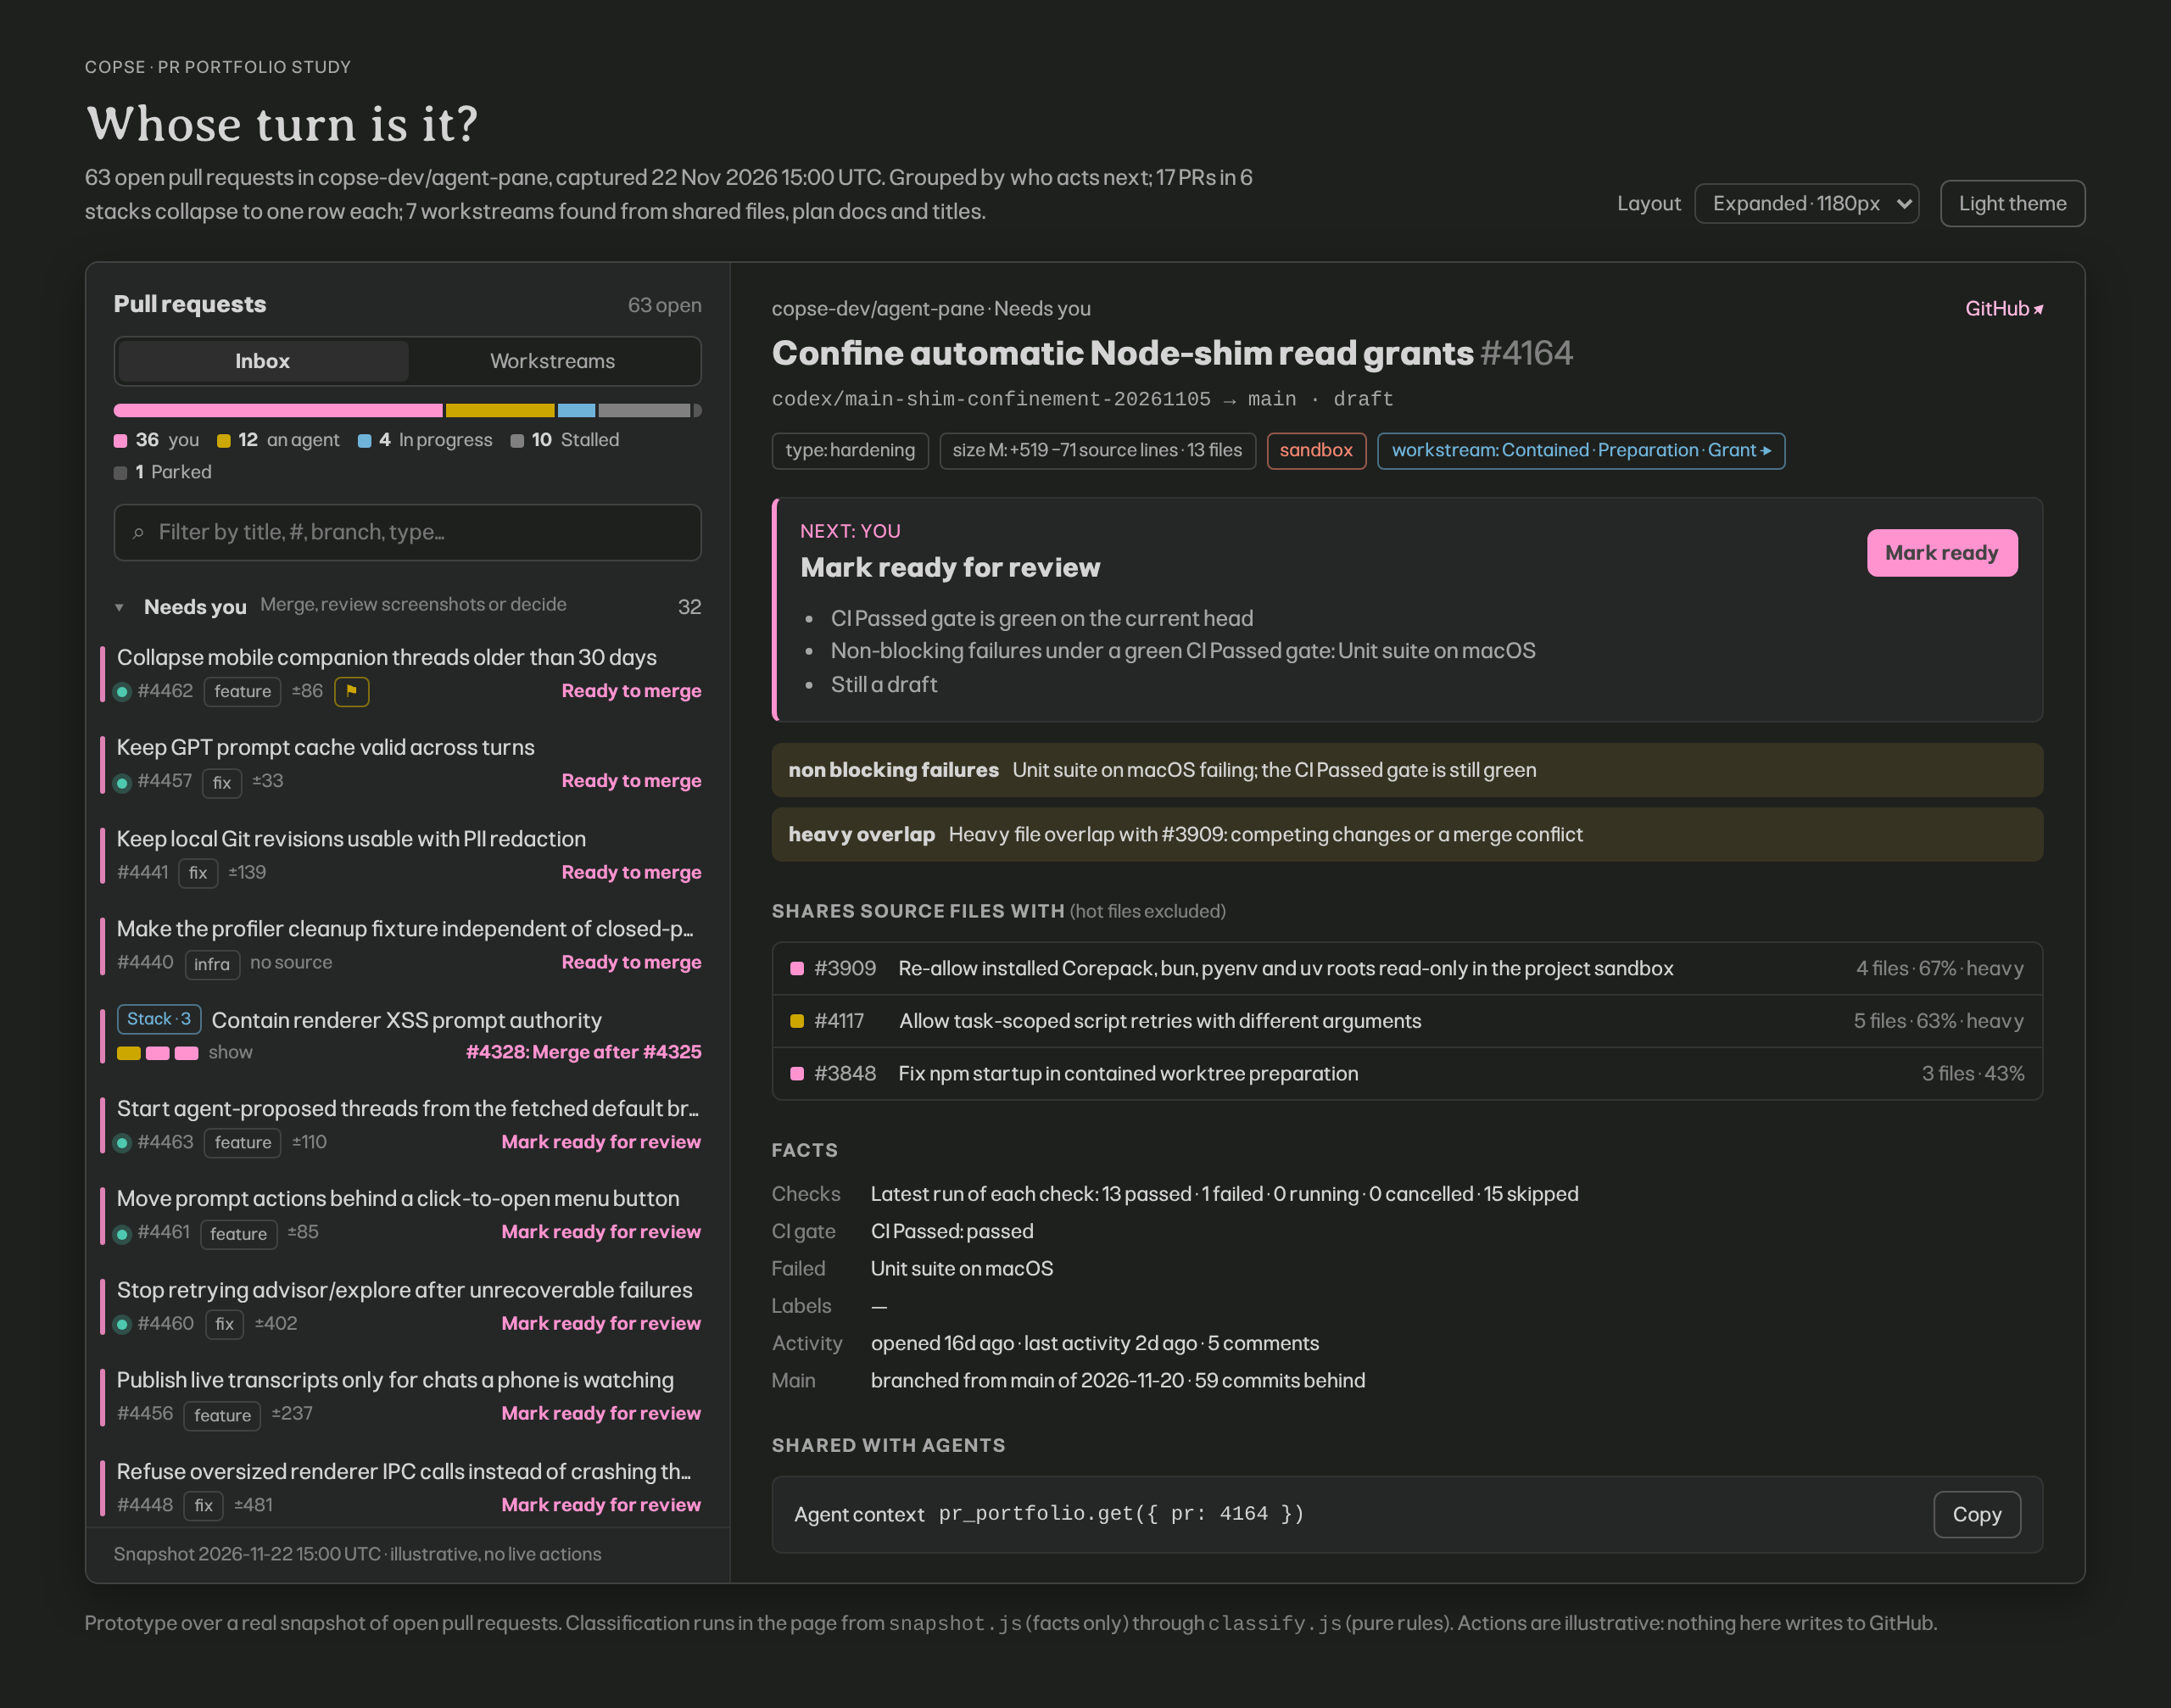 COPSE · PR PORTFOLIO STUDY
Whose turn is it?
63 open pull requests in copse-dev/agent-pane, captured 22 Nov 2026 15:00 UTC. Grouped by who acts next; 17 PRs in 6
stacks collapse to one row each; 7 workstreams found from shared files, plan docs and titles.
Layout
Expanded · 1180px
Light theme
Pull requests
63 open
Inbox
Workstreams
36 you 12 an agent 4 In progress 10 Stalled
1 Parked
Filter by title, #, branch, type…
Needs you Merge, review screenshots or decide 32
Collapse mobile companion threads older than 30 days
#4462 feature ±86 Ready to merge
Keep GPT prompt cache valid across turns
#4457 fix ±33 Ready to merge
Keep local Git revisions usable with PII redaction
#4441 fix ±139 Ready to merge
Make the profiler cleanup fixture independent of closed-p…
#4440 infra no source Ready to merge
Stack · 3 Contain renderer XSS prompt authority
show #4328: Merge after #4325
Start agent-proposed threads from the fetched default br…
#4463 feature ±110 Mark ready for review
Move prompt actions behind a click-to-open menu button
#4461 feature ±85 Mark ready for review
Stop retrying advisor/explore after unrecoverable failures
#4460 fix ±402 Mark ready for review
Publish live transcripts only for chats a phone is watching
#4456 feature ±237 Mark ready for review
Refuse oversized renderer IPC calls instead of crashing th…
#4448 fix ±481 Mark ready for review
Snapshot 2026-11-22 15:00 UTC · illustrative, no live actions
copse-dev/agent-pane · Needs you
GitHub ↗
Confine automatic Node-shim read grants #4164
codex/main-shim-confinement-20261105 → main · draft
type: hardening
size M: +519 −71 source lines · 13 files
sandbox
workstream: Contained · Preparation · Grant ▸
NEXT: YOU
Mark ready for review
Mark ready
• CI Passed gate is green on the current head
• Non-blocking failures under a green CI Passed gate: Unit suite on macOS
• Still a draft
non blocking failures Unit suite on macOS failing; the CI Passed gate is still green
heavy overlap Heavy file overlap with #3909: competing changes or a merge conflict
SHARES SOURCE FILES WITH (hot files excluded)
#3909 Re-allow installed Corepack, bun, pyenv and uv roots read-only in the project sandbox 4 files · 67% · heavy
#4117 Allow task-scoped script retries with different arguments 5 files · 63% · heavy
#3848 Fix npm startup in contained worktree preparation 3 files · 43%
FACTS
Checks Latest run of each check: 13 passed · 1 failed · 0 running · 0 cancelled · 15 skipped
CI gate CI Passed: passed
Failed Unit suite on macOS
Labels —
Activity opened 16d ago · last activity 2d ago · 5 comments
Main branched from main of 2026-11-20 · 59 commits behind
SHARED WITH AGENTS
Agent context pr_portfolio.get({ pr: 4164 })
Copy
Prototype over a real snapshot of open pull requests. Classification runs in the page from snapshot.js (facts only) through classify.js (pure rules). Actions are illustrative: nothing here writes to GitHub.